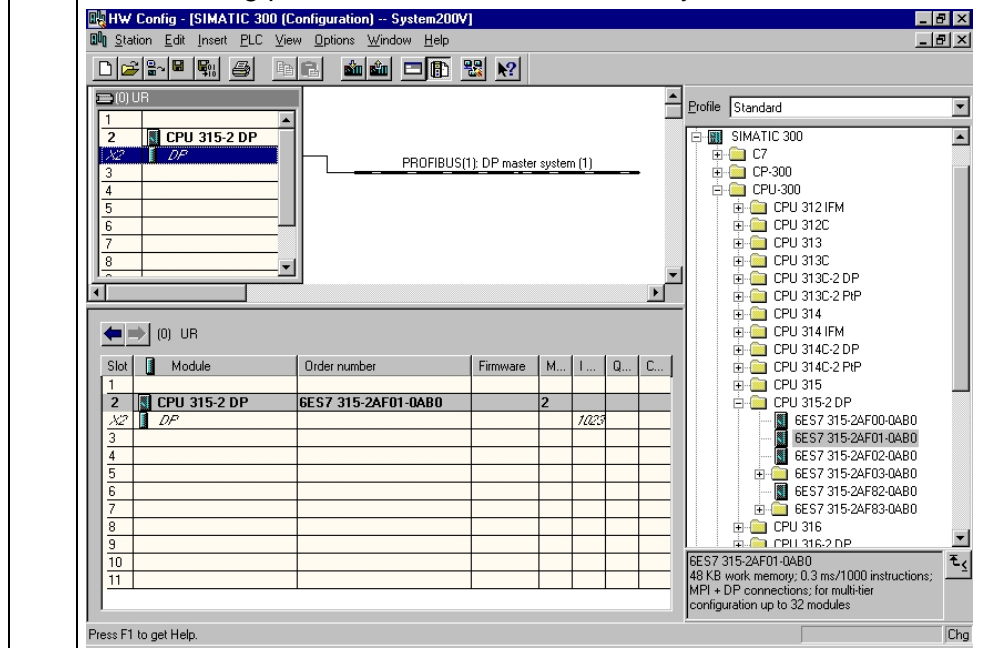 HW Config - [SIMATIC 300 (Configuration) -- System200V]
Station Edit Insert PLC View Options Window Help
(0) UR
1
2 CPU 315-2 DP
X2 DP
3
4
5
6
7
8
PROFIBUS(1): DP master system (1)
(0) UR
Slot Module Order number Firmware M... I ... Q... C...
1
2 CPU 315-2 DP 6ES7 315-2AF01-0AB0 2
X2 DP 1023
3
4
5
6
7
8
9
10
11
Profile Standard
SIMATIC 300
C7
CP-300
CPU-300
CPU 312 IFM
CPU 312C
CPU 313
CPU 313C
CPU 313C-2 DP
CPU 313C-2 PtP
CPU 314
CPU 314 IFM
CPU 314C-2 DP
CPU 314C-2 PtP
CPU 315
CPU 315-2 DP
6ES7 315-2AF00-0AB0
6ES7 315-2AF01-0AB0
6ES7 315-2AF02-0AB0
6ES7 315-2AF03-0AB0
6ES7 315-2AF82-0AB0
6ES7 315-2AF83-0AB0
CPU 316
CPU 316-2 DP
6ES7 315-2AF01-0AB0
48 KB work memory; 0.3 ms/1000 instructions;
MPI + DP connections; for multi-tier
configuration up to 32 modules
Press F1 to get Help.
Chg